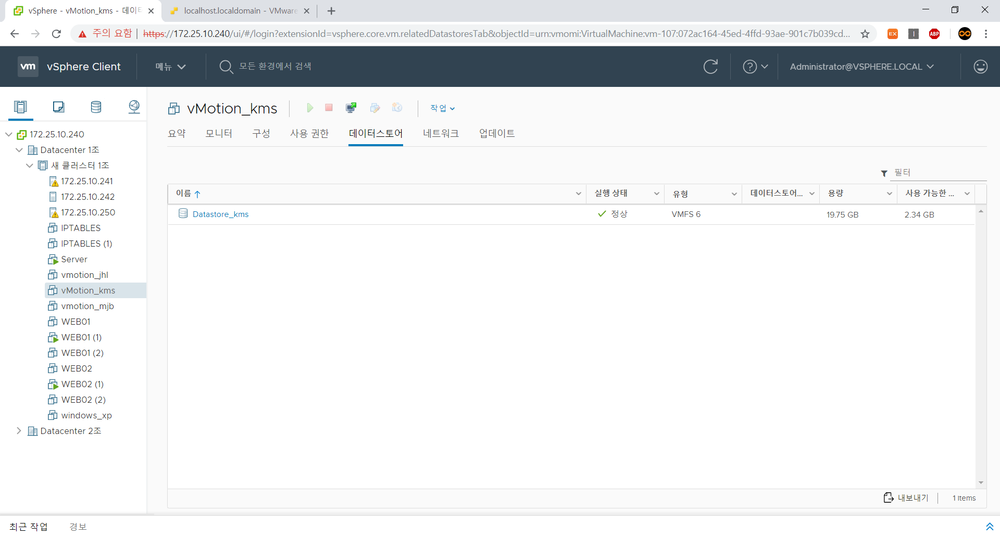 vSphere - vMotion_kms - 데이터
localhost.localdomain - VMware
주의 요함 | https://172.25.10.240/ui/#/login?extensionId=vsphere.core.vm.relatedDatastoresTab&objectId=urn:vmomi:VirtualMachine:vm-107:072ac164-45ed-4ffd-93ae-901c7b039cd...
EX
ABP
vm vSphere Client
메뉴
모든 환경에서 검색
Administrator@VSPHERE.LOCAL
172.25.10.240
Datacenter 1조
새 클러스터 1조
172.25.10.241
172.25.10.242
172.25.10.250
IPTABLES
IPTABLES (1)
Server
vmotion_jhl
vMotion_kms
vmotion_mjb
WEB01
WEB01 (1)
WEB01 (2)
WEB02
WEB02 (1)
WEB02 (2)
windows_xp
Datacenter 2조
vMotion_kms
작업
요약 모니터 구성 사용 권한 데이터스토어 네트워크 업데이트
필터
이름 실행 상태 유형 데이터스토어... 용량 사용 가능한 ...
Datastore_kms 정상 VMFS 6 19.75 GB 2.34 GB
내보내기 1 items
최근 작업 경보